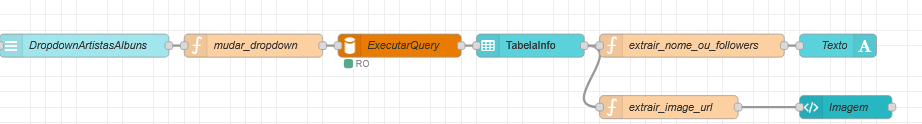 DropdownArtistasAlbuns
mudar_dropdown
ExecutarQuery
TabelaInfo
extrair_nome_ou_followers
Texto
RO
extrair_image_url
Imagem